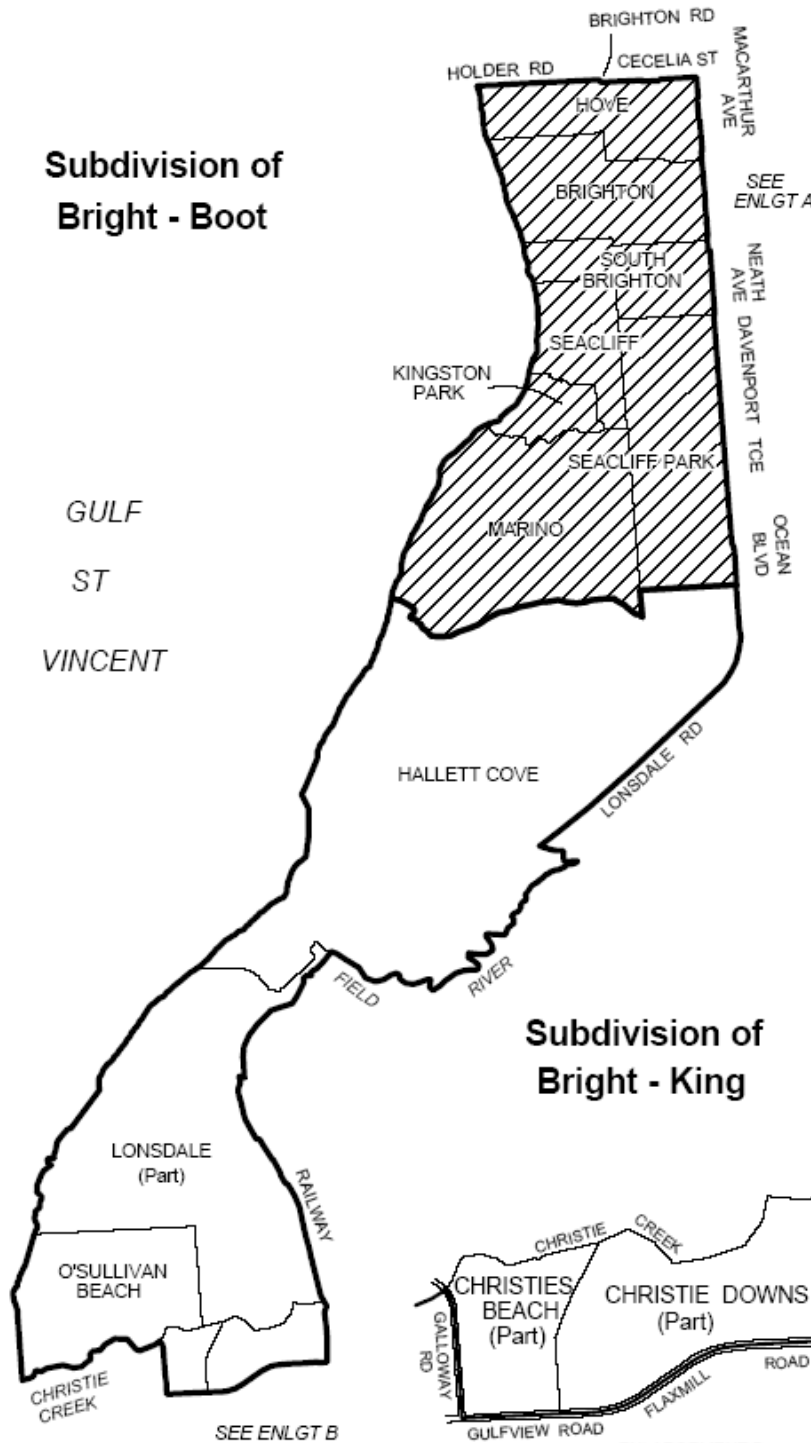 BRIGHTON RD
HOLDER RD
CECELIA ST
MACARTHUR
AVE
HOVE
Subdivision of
Bright - Boot
BRIGHTON
SEE
ENLGT A
SOUTH
BRIGHTON
NEATH
AVE
SEACLIFF
DAVENPORT TCE
KINGSTON
PARK
SEACLIFF PARK
GULF
ST
VINCENT
MARINO
OCEAN
BLVD
HALLETT COVE
LONSDALE RD
FIELD
RIVER
Subdivision of
Bright - King
LONSDALE
(Part)
RAILWAY
O'SULLIVAN
BEACH
CHRISTIE
CREEK
CHRISTIES
BEACH
(Part)
CHRISTIE DOWNS
(Part)
GALLOWAY
RD
FLAXMILL
ROAD
GULFVIEW ROAD
CHRISTIE
CREEK
SEE ENLGT B